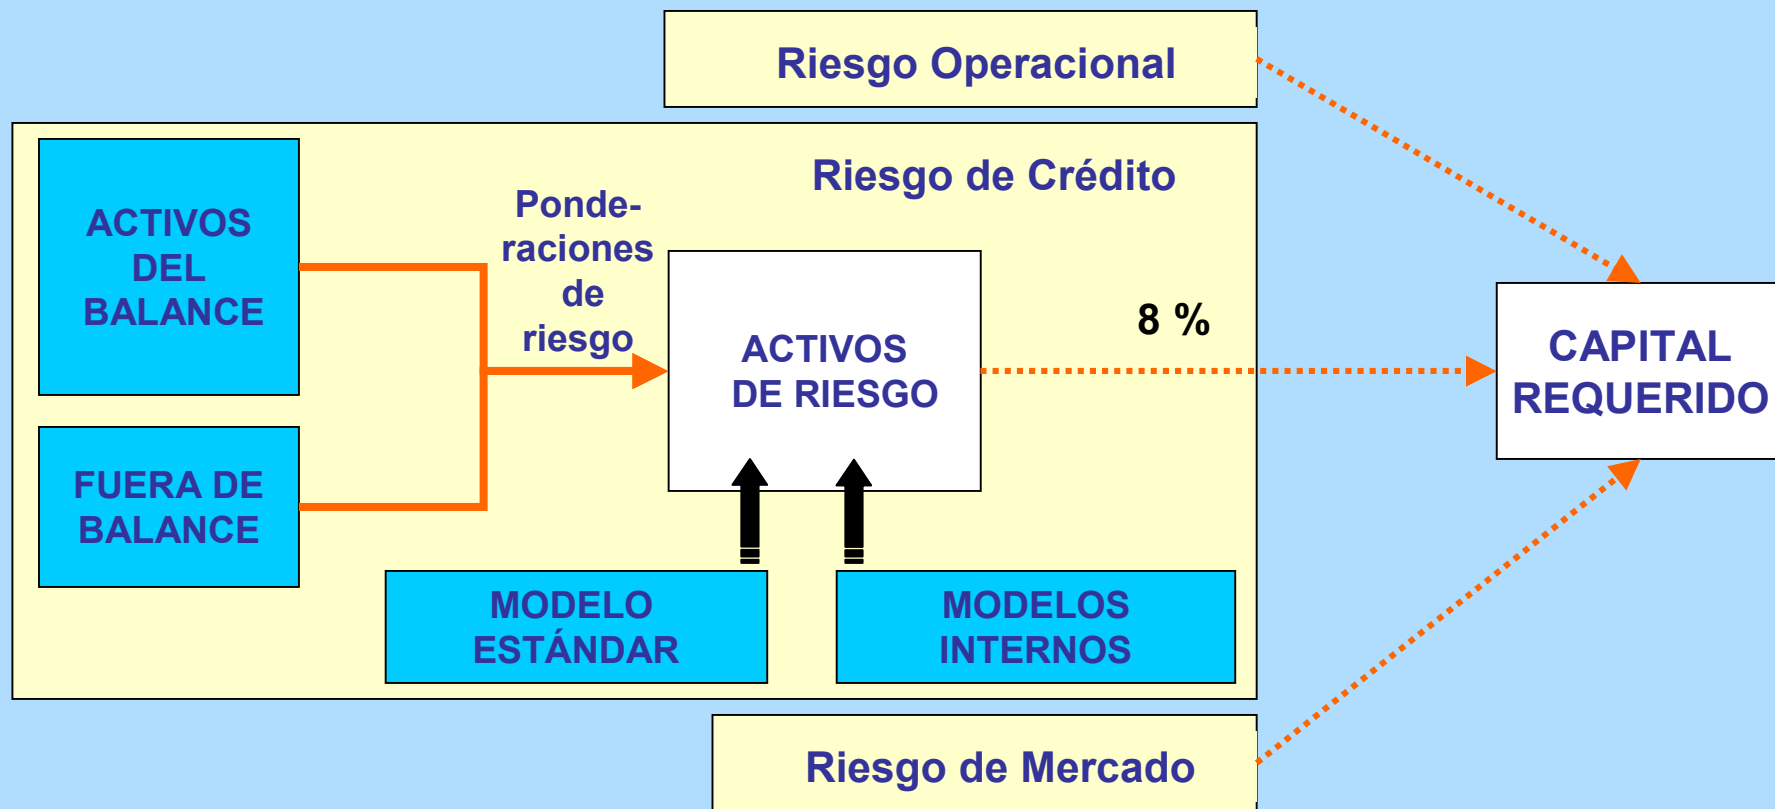 Riesgo Operacional
Riesgo de Crédito
ACTIVOS
DEL
BALANCE
Ponde-
raciones
de
riesgo
ACTIVOS
DE RIESGO
8 %
CAPITAL
REQUERIDO
FUERA DE
BALANCE
MODELO
ESTÁNDAR
MODELOS
INTERNOS
Riesgo de Mercado